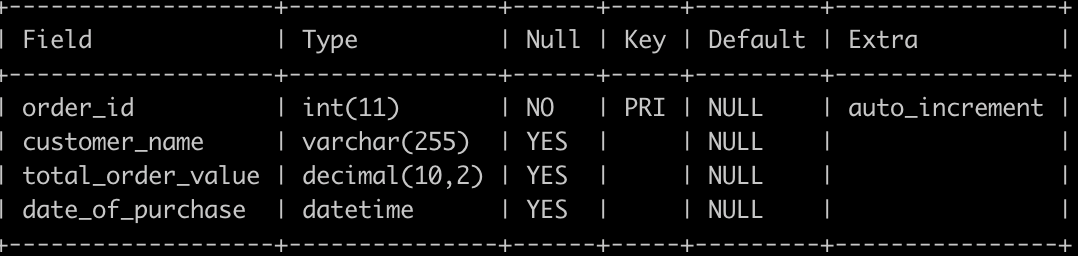 +-------------------+---------------+------+-----+---------+----------------+
| Field             | Type          | Null | Key | Default | Extra          |
+-------------------+---------------+------+-----+---------+----------------+
| order_id          | int(11)       | NO   | PRI | NULL    | auto_increment |
| customer_name     | varchar(255)  | YES  |     | NULL    |                |
| total_order_value | decimal(10,2) | YES  |     | NULL    |                |
| date_of_purchase  | datetime      | YES  |     | NULL    |                |
+-------------------+---------------+------+-----+---------+----------------+